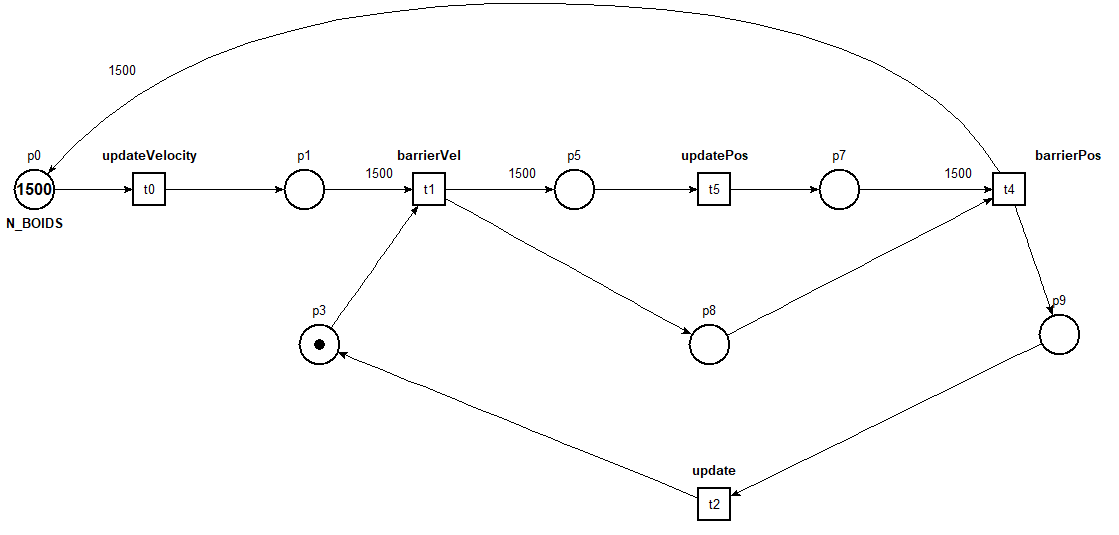 1500
p0
updateVelocity
p1
barrierVel
p5
updatePos
p7
barrierPos
1500
1500
1500
1500
t0
t1
t5
t4
N_BOIDS
p3
p8
p9
update
t2